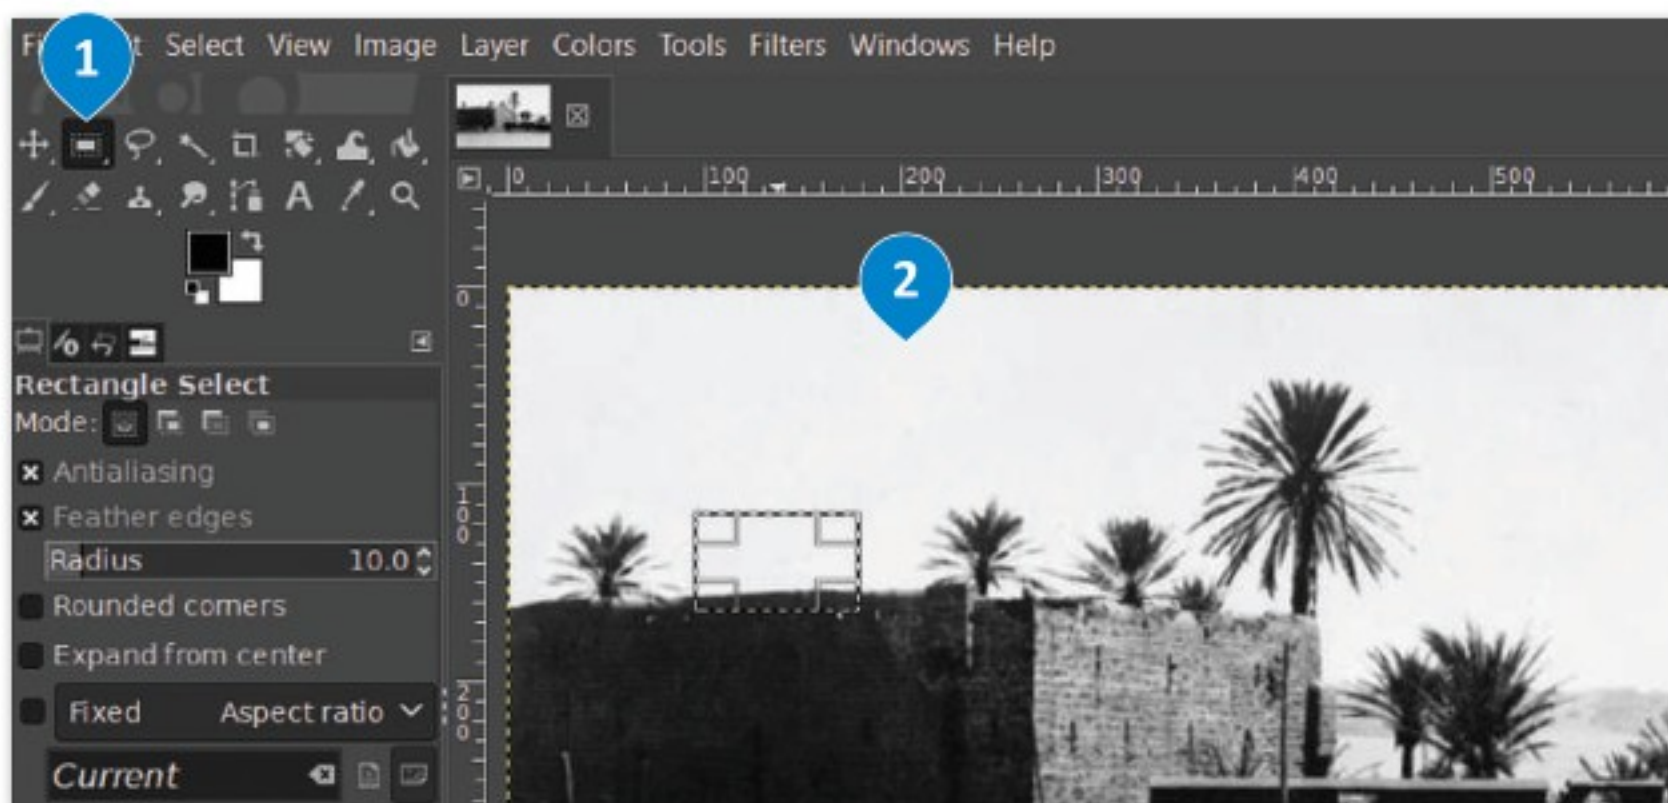 1
Select View Image Layer Colors Tools Filters Windows Help
0 100 200 300 400 500
2
0
Rectangle Select
Mode:
Antialiasing
100
Feather edges
Radius 10.0
Rounded corners
Expand from center
Fixed Aspect ratio
200
Current